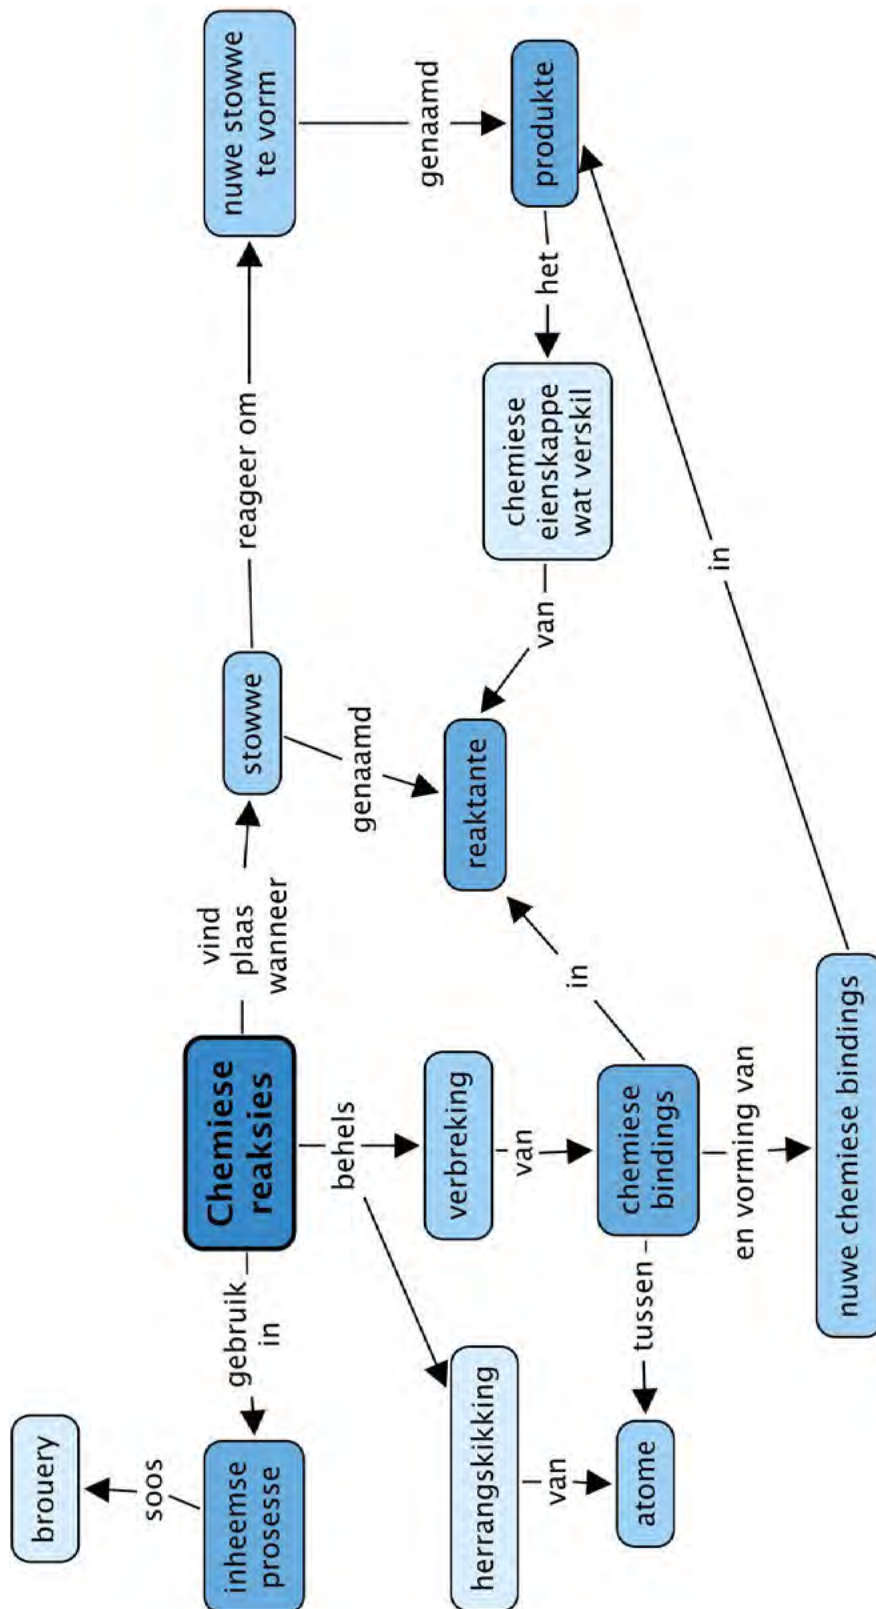 brouery
soos
inheemse
prosesse
gebruik
in
Chemiese
reaksies
vind
plaas
wanneer
stowwe
reageer om
nuwe stowwe
te vorm
genaamd
produkte
het
chemiese
eienskappe
wat verskil
van
reaktante
genaamd
behels
herrangskikking
van
atome
verbreking
van
chemiese
bindings
in
tussen
en vorming van
nuwe chemiese bindings
in